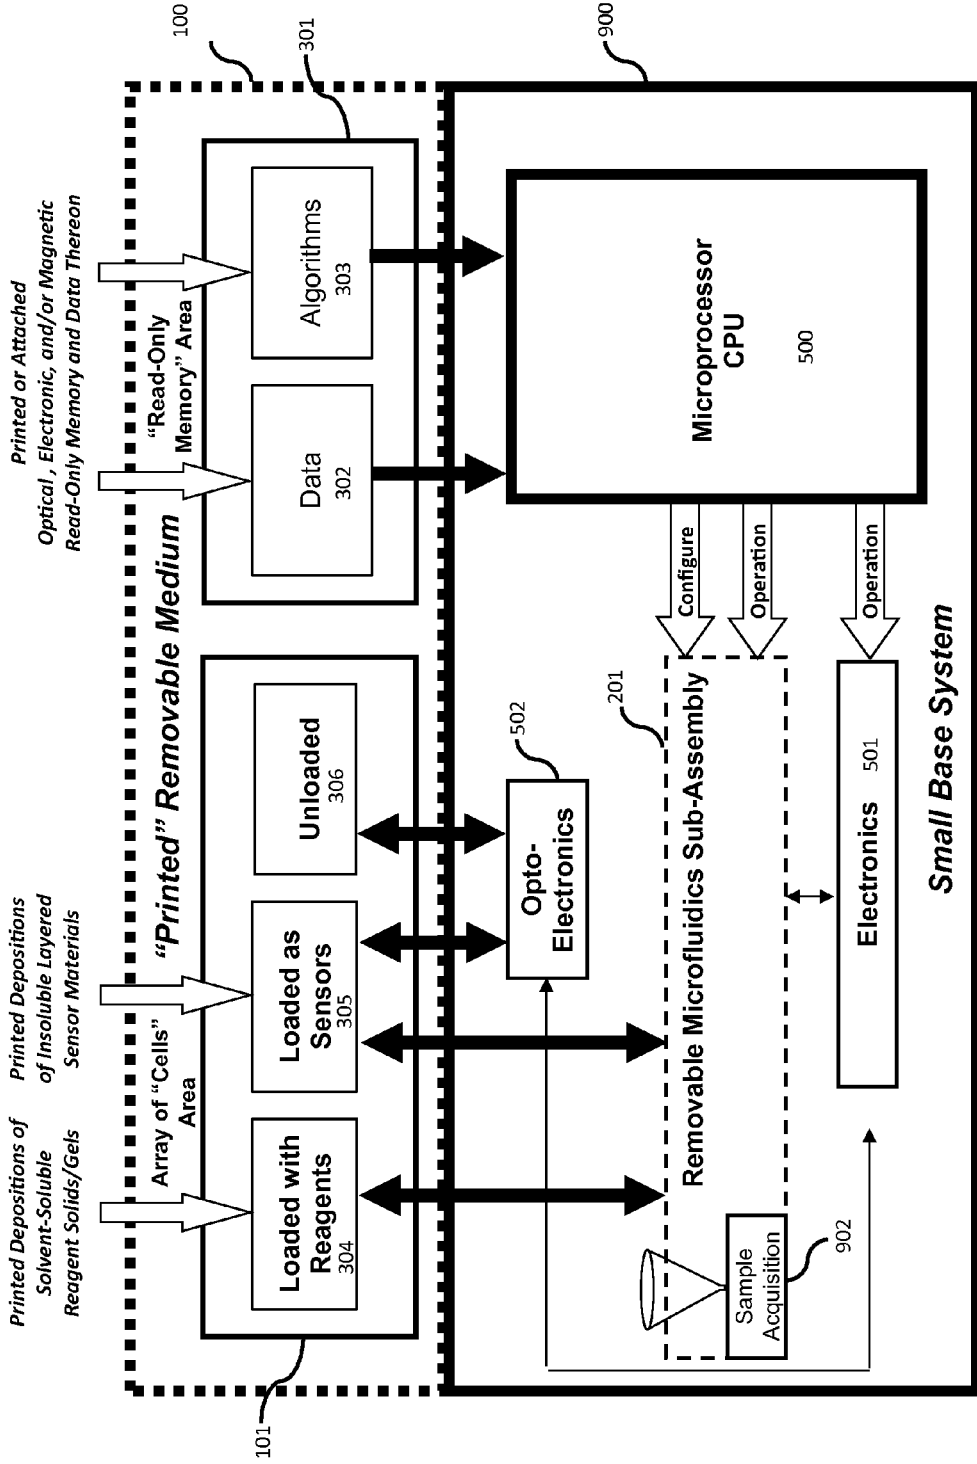 Printed Depositions of
Solvent-Soluble
Reagent Solids/Gels
Printed Depositions
of Insoluble Layered
Sensor Materials
Printed or Attached
Optical , Electronic, and/or Magnetic
Read-Only Memory and Data Thereon
100
"Printed" Removable Medium
Array of "Cells"
Area
"Read-Only
Memory" Area
301
101
Loaded with
Reagents
304
Loaded as
Sensors
305
Unloaded
306
Data
302
Algorithms
303
900
502
Opto-
Electronics
Microprocessor
CPU
500
201
Removable Microfluidics Sub-Assembly
Configure
Operation
Operation
Sample
Acquisition
902
Electronics
501
Small Base System